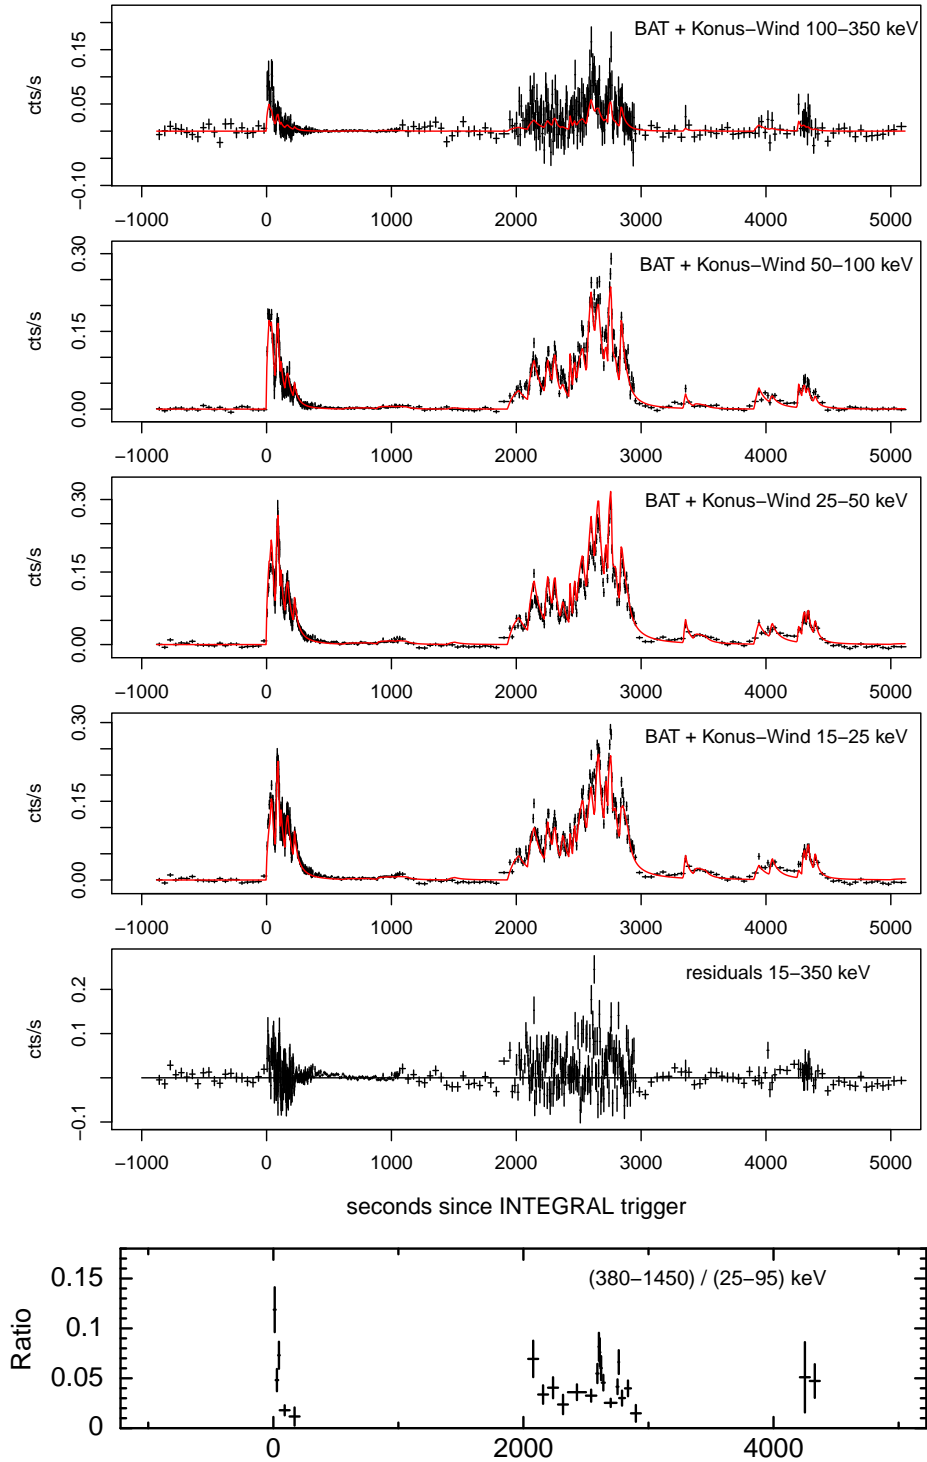 BAT + Konus−Wind 100−350 keV
cts/s
−0.10 0.05 0.15
−1000 0 1000 2000 3000 4000 5000
BAT + Konus−Wind 50−100 keV
cts/s
0.00 0.15 0.30
−1000 0 1000 2000 3000 4000 5000
BAT + Konus−Wind 25−50 keV
cts/s
0.00 0.15 0.30
−1000 0 1000 2000 3000 4000 5000
BAT + Konus−Wind 15−25 keV
cts/s
0.00 0.15 0.30
−1000 0 1000 2000 3000 4000 5000
residuals 15−350 keV
cts/s
−0.1 0.1 0.2
−1000 0 1000 2000 3000 4000 5000
seconds since INTEGRAL trigger
(380−1450) / (25−95) keV
Ratio
0.15
0.1
0.05
0
0 2000 4000